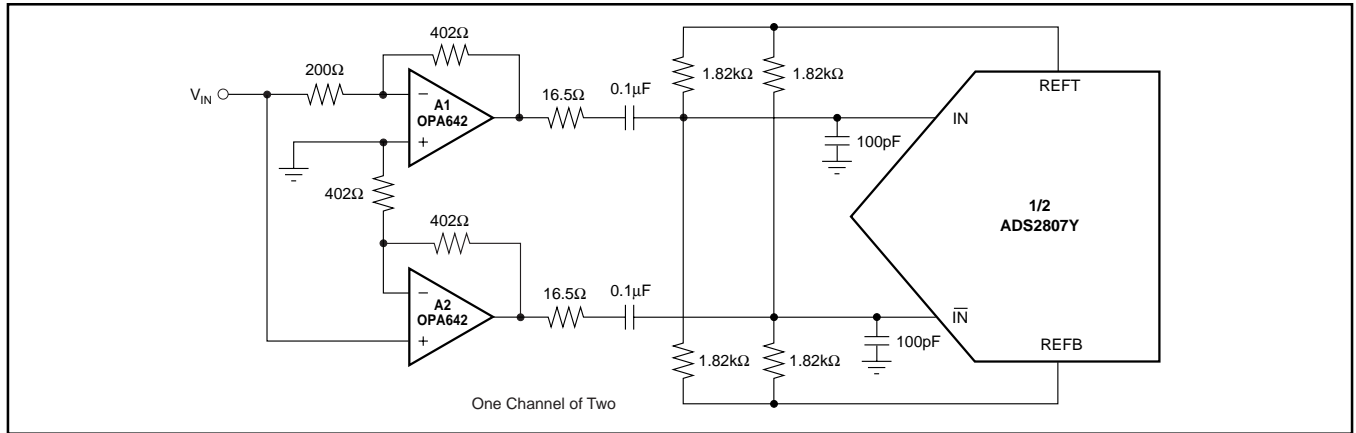 402Ω
200Ω
V_IN
−
A1
OPA642
+
16.5Ω
0.1µF
1.82kΩ
1.82kΩ
REFT
IN
100pF
402Ω
1/2
ADS2807Y
402Ω
−
A2
OPA642
+
16.5Ω
0.1µF
I̅N̅
100pF
REFB
1.82kΩ
1.82kΩ
One Channel of Two